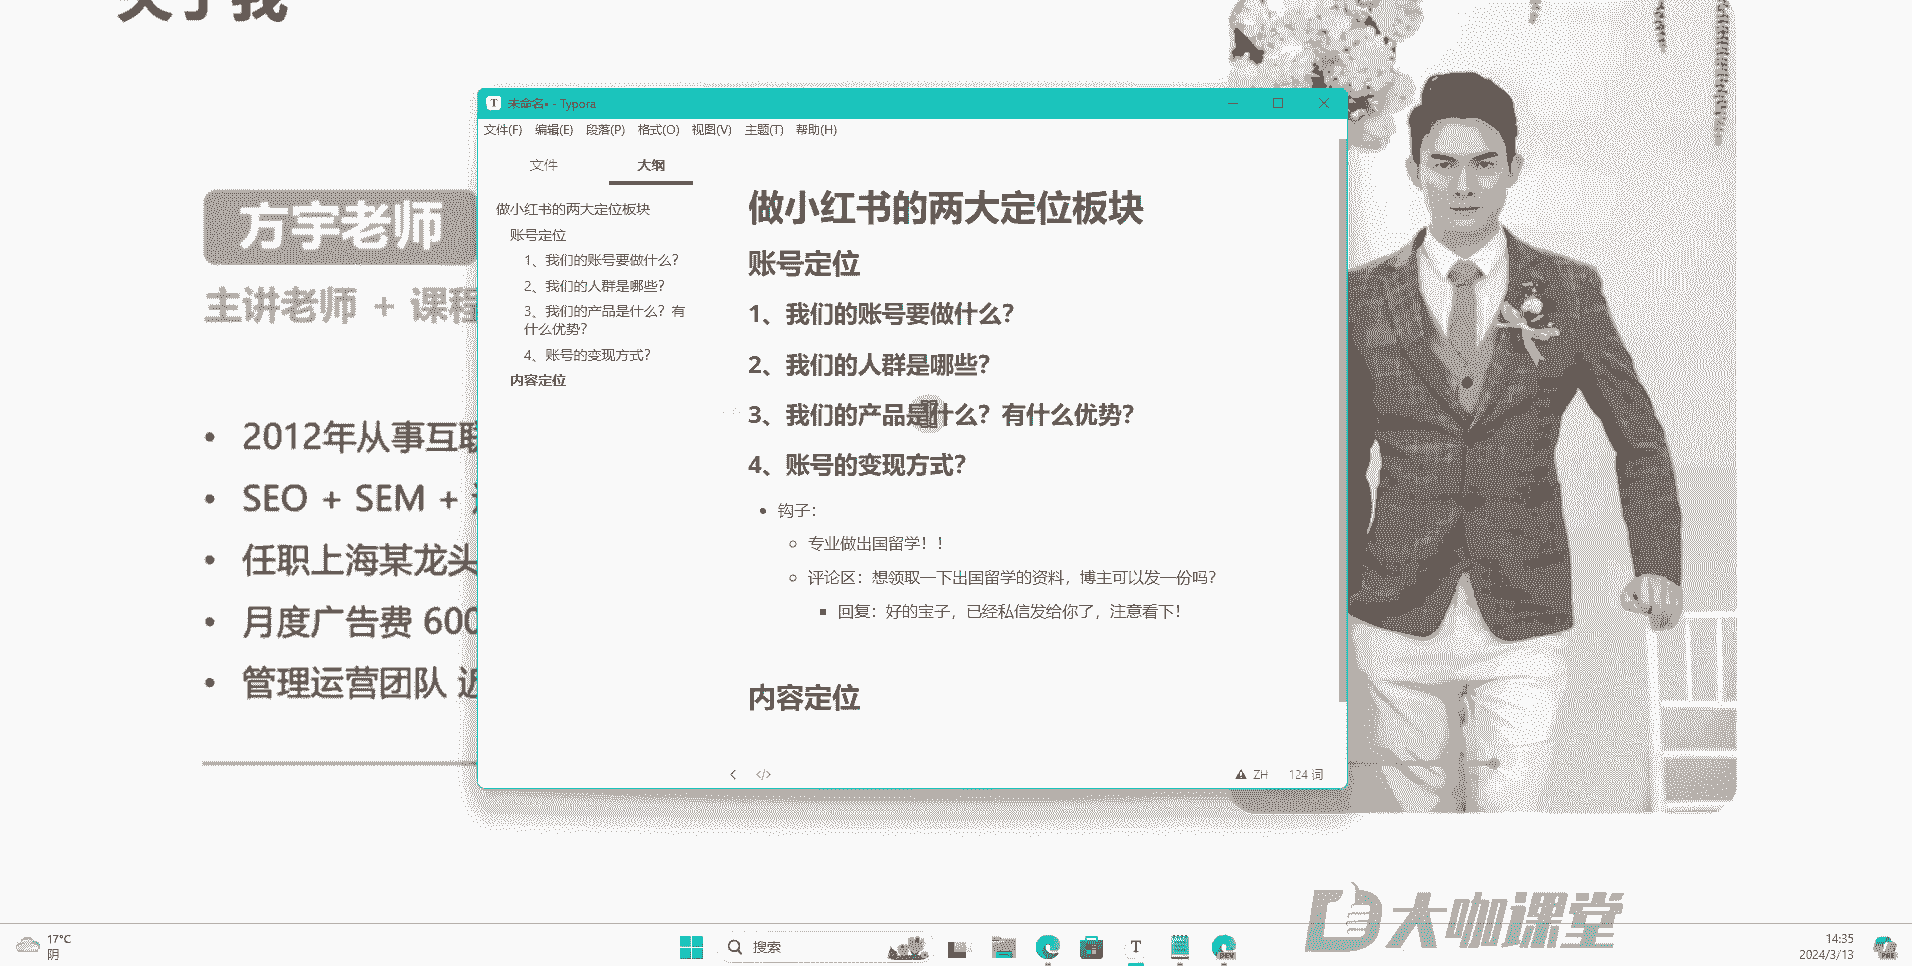 关于我
方宇老师
主讲老师 + 课程
2012年从事互联
SEO + SEM +
任职上海某龙头
月度广告费 600
管理运营团队 近
未命名• - Typora
文件(F) 编辑(E) 段落(P) 格式(O) 视图(V) 主题(T) 帮助(H)
文件 大纲
做小红书的两大定位板块
账号定位
1、我们的账号要做什么？
2、我们的人群是哪些？
3、我们的产品是什么？有
什么优势？
4、账号的变现方式？
内容定位
做小红书的两大定位板块
账号定位
1、我们的账号要做什么？
2、我们的人群是哪些？
3、我们的产品是什么？有什么优势？
4、账号的变现方式？
钩子：
专业做出国留学！！
评论区：想领取一下出国留学的资料，博主可以发一份吗？
回复：好的宝子，已经私信发给你了，注意看下！
内容定位
ZH 124 词
大咖课堂
17°C
阴
搜索
14:35
2024/3/13